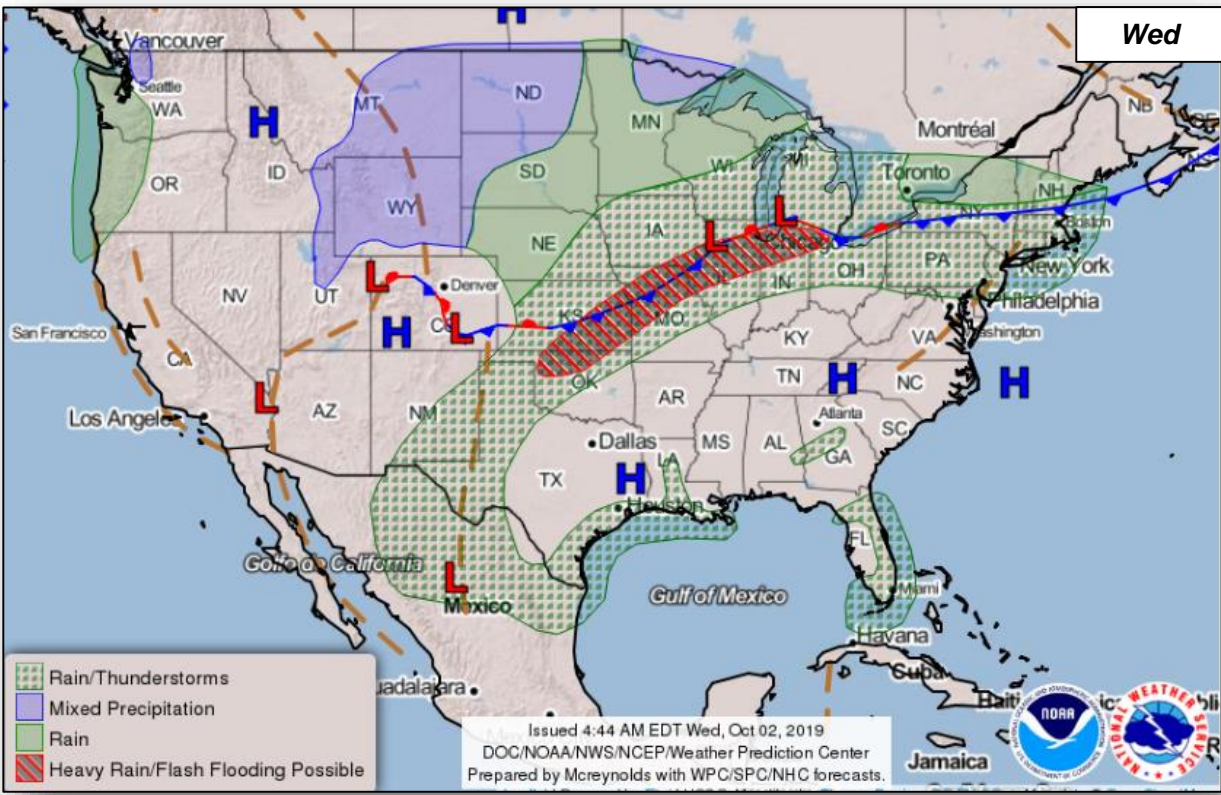 Wed
H
Vancouver
Seattle
WA
MT
ND
MN
NB
Montréal
H
ID
OR
SD
WI
MI
Toronto
NH
WY
NE
IA
L
L
NY
Boston
Chicago
L
Denver
NV
UT
H
CO
L
KS
MO
IN
OH
PA
New York
Philadelphia
San Francisco
CA
KY
VA
Washington
L
AZ
NM
OK
AR
TN
H
NC
H
Los Angeles
Dallas
MS
AL
Atlanta
GA
SC
TX
H
LA
Houston
FL
Golfo de California
L
Mexico
Gulf of Mexico
Miami
Havana
Cuba
Haiti
Jamaica
Rain/Thunderstorms
Mixed Precipitation
Rain
Heavy Rain/Flash Flooding Possible
uadalajara
Issued 4:44 AM EDT Wed, Oct 02, 2019
DOC/NOAA/NWS/NCEP/Weather Prediction Center
Prepared by Mcreynolds with WPC/SPC/NHC forecasts.
NOAA
NATIONAL WEATHER SERVICE